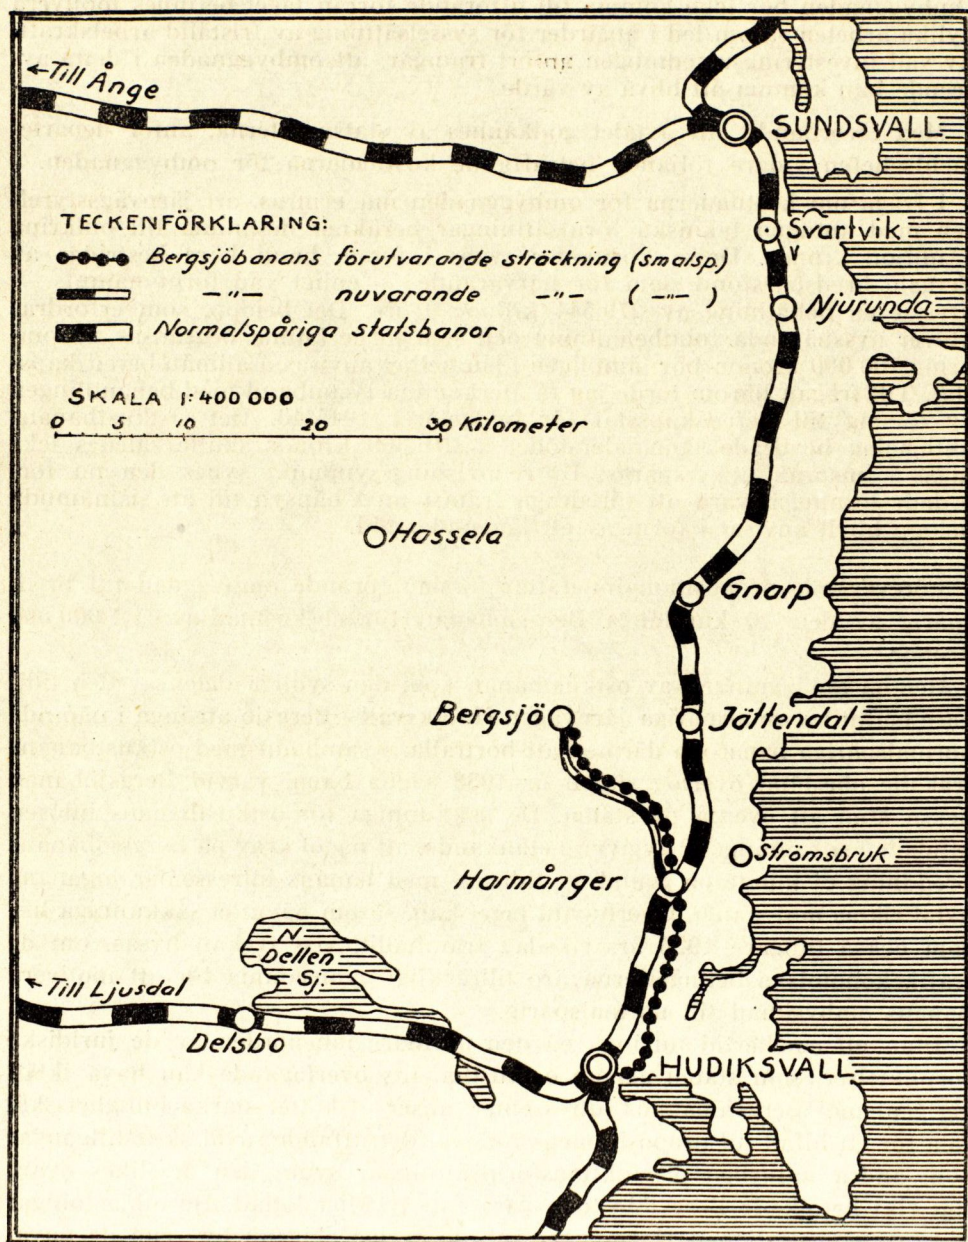 ←Till Ånge
SUNDSVALL
TECKENFÖRKLARING:
Svartvik
Bergsjöbanans förutvarande sträckning (smalsp.)
V
—"— nuvarande —"— ( —"— )
Njurunda
Normalspåriga statsbanor
SKALA 1:400 000
0 5 10 20 30 Kilometer
Hassela
Gnarp
Bergsjö
Jättendal
Strömsbruk
Harmånger
N
Dellen
Sj.
←Till Ljusdal
Delsbo
HUDIKSVALL